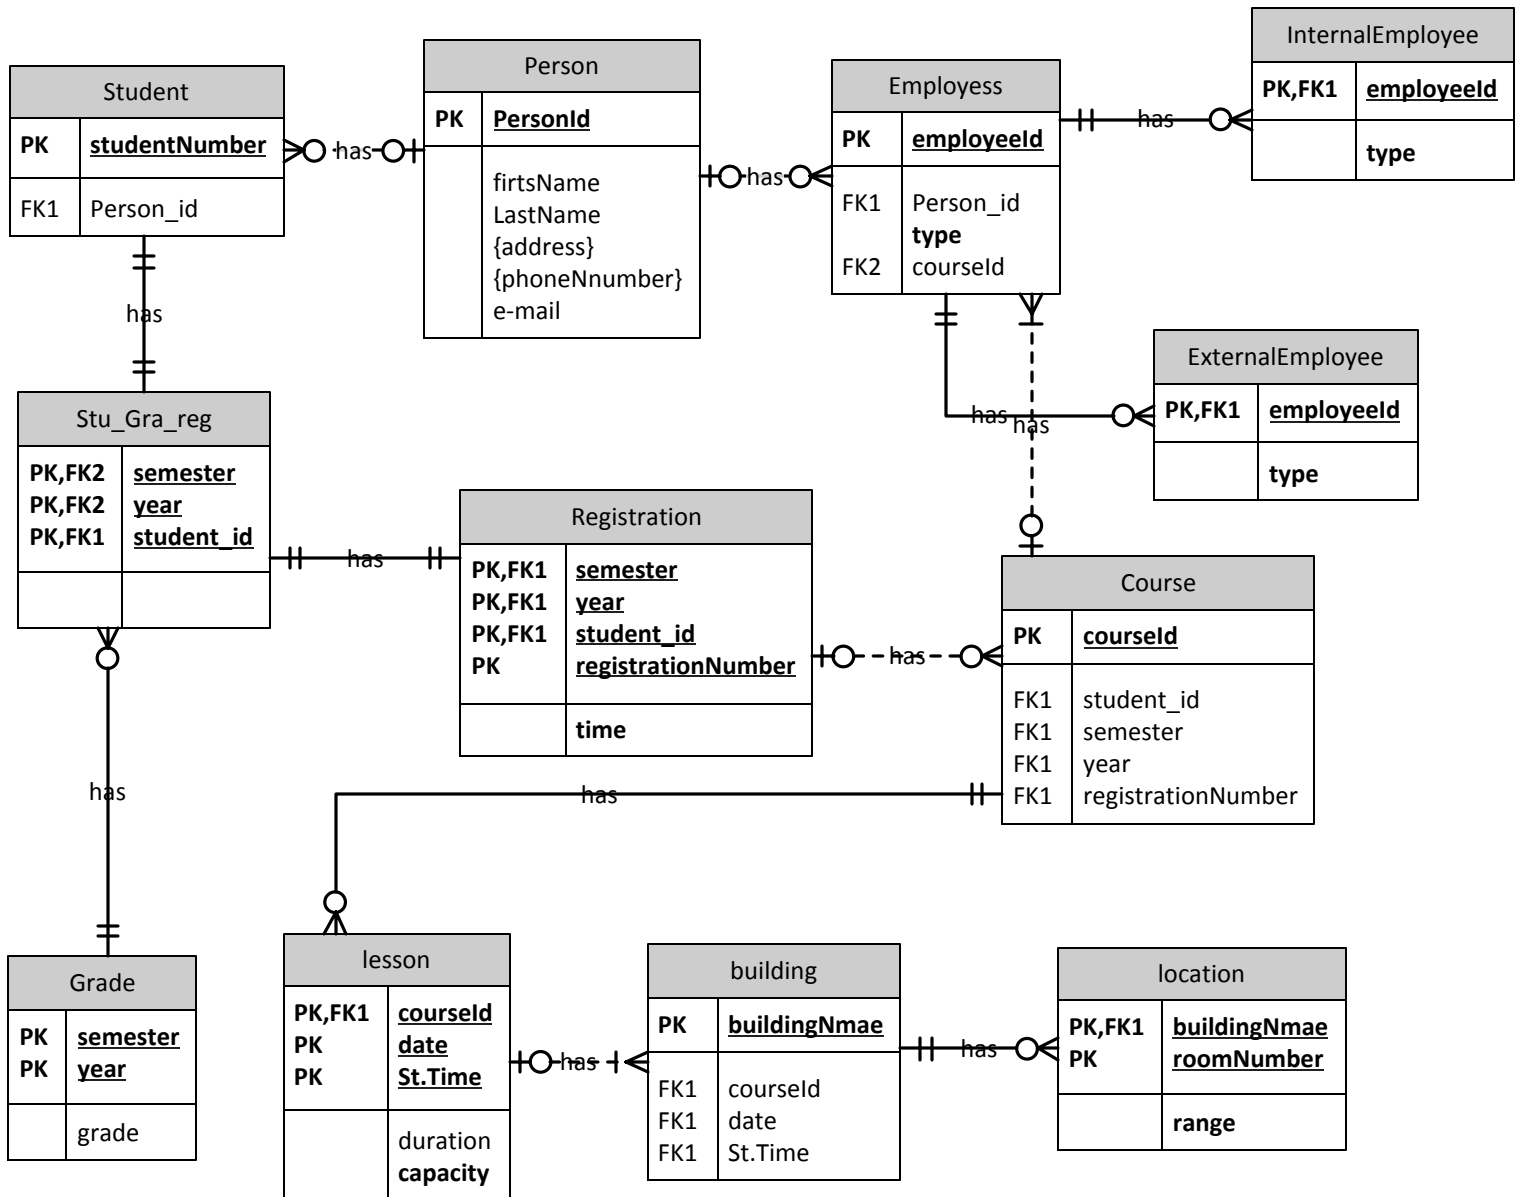 Student
PK studentNumber
FK1 Person_id
has
Person
PK PersonId
firtsName
LastName
{address}
{phoneNnumber}
e-mail
has
Employess
PK employeeId
FK1 Person_id
type
FK2 courseId
has
InternalEmployee
PK,FK1 employeeId
type
has
has
has
ExternalEmployee
PK,FK1 employeeId
type
Stu_Gra_reg
PK,FK2 semester
PK,FK2 year
PK,FK1 student_id
has
Registration
PK,FK1 semester
PK,FK1 year
PK,FK1 student_id
PK registrationNumber
time
has
Course
PK courseId
FK1 student_id
FK1 semester
FK1 year
FK1 registrationNumber
has
has
Grade
PK semester
PK year
grade
lesson
PK,FK1 courseId
PK date
PK St.Time
duration
capacity
has
building
PK buildingNmae
FK1 courseId
FK1 date
FK1 St.Time
has
location
PK,FK1 buildingNmae
PK roomNumber
range